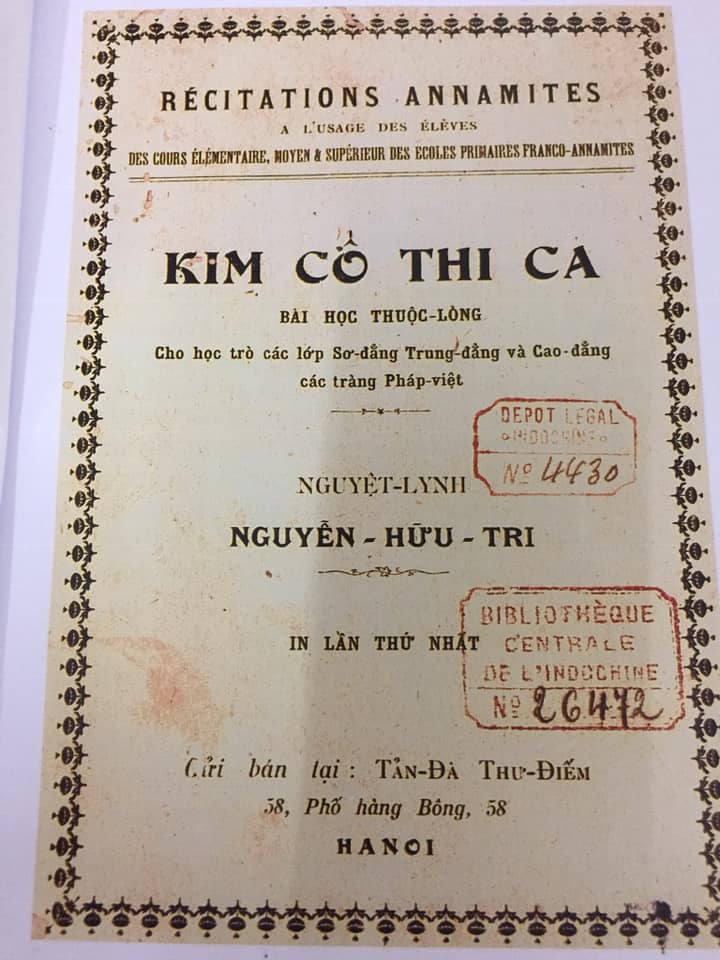 RÉCITATIONS ANNAMITES
A L'USAGE DES ÉLÈVES
DES COURS ÉLÉMENTAIRE, MOYEN & SUPÉRIEUR DES ECOLES PRIMAIRES FRANCO-ANNAMITES
KIM CỔ THI CA
BÀI HỌC THUỘC-LÒNG
Cho học trò các lớp Sơ-đẳng Trung-đẳng và Cao-đẳng
các tràng Pháp-việt
DEPOT LEGAL
INDOCHINE
Nº 4430
NGUYỆT-LYNH
NGUYỄN - HỮU - TRI
IN LẦN THỨ NHẤT
BIBLIOTHÈQUE
CENTRALE
DE L'INDOCHINE
Nº 26472
Gửi bán tại : TẢN-ĐÀ THƯ-ĐIẾM
58, Phố hàng Bông, 58
HANOI